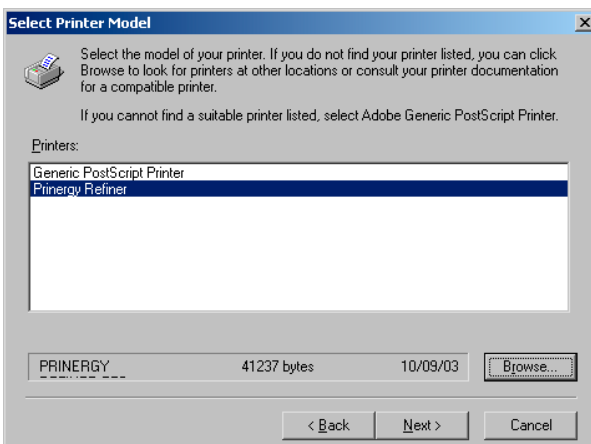 Select Printer Model
Select the model of your printer. If you do not find your printer listed, you can click
Browse to look for printers at other locations or consult your printer documentation
for a compatible printer.
If you cannot find a suitable printer listed, select Adobe Generic PostScript Printer.
Printers:
Generic PostScript Printer
Prinergy Refiner
PRINERGY 41237 bytes 10/09/03 Browse...
< Back Next > Cancel